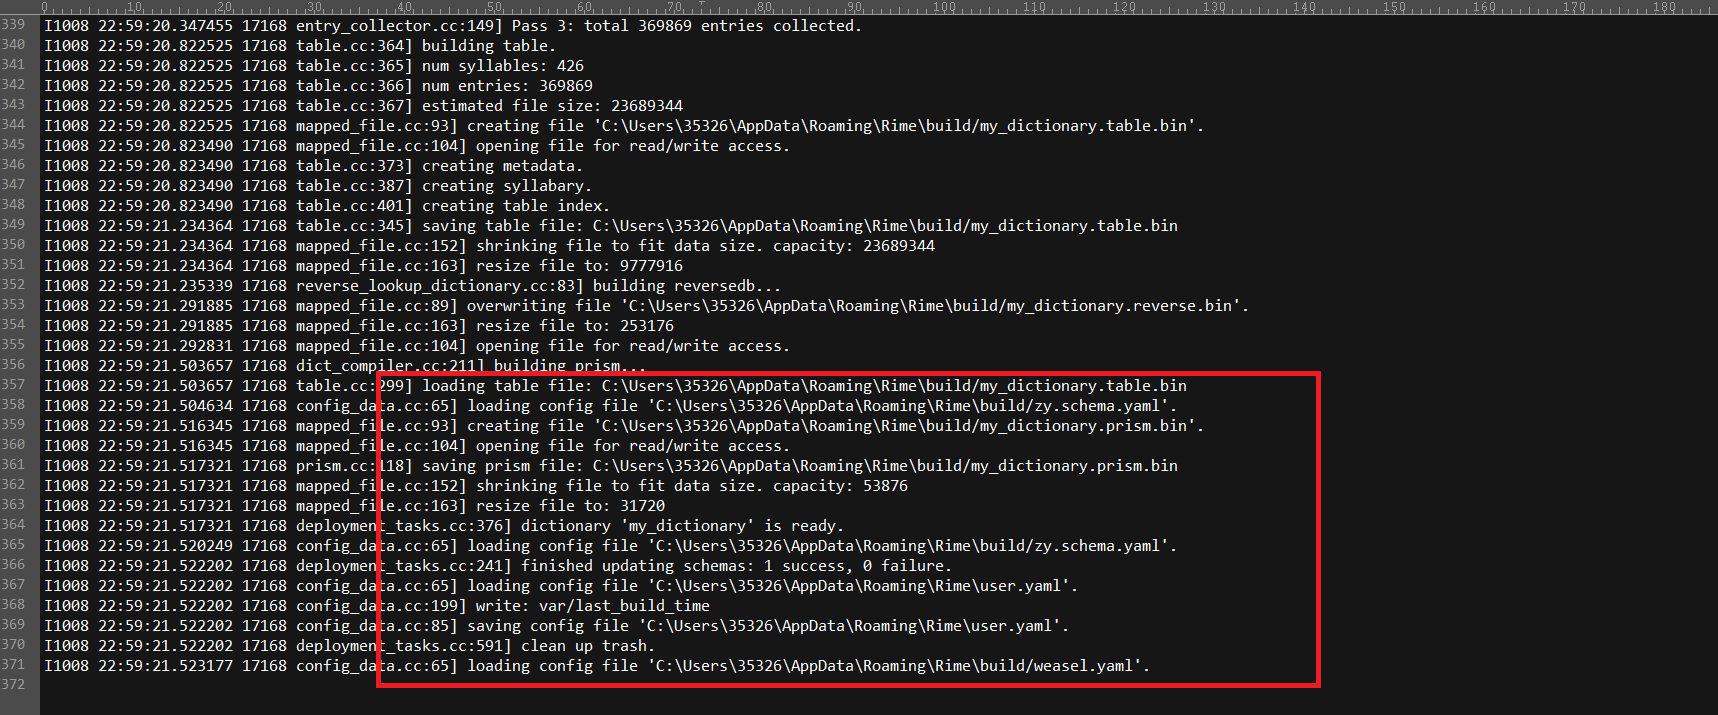 0 10 20 30 40 50 60 70 80 90 100 110 120 130 140 150 160 170 180
339 I1008 22:59:20.347455 17168 entry_collector.cc:149] Pass 3: total 369869 entries collected.
340 I1008 22:59:20.822525 17168 table.cc:364] building table.
341 I1008 22:59:20.822525 17168 table.cc:365] num syllables: 426
342 I1008 22:59:20.822525 17168 table.cc:366] num entries: 369869
343 I1008 22:59:20.822525 17168 table.cc:367] estimated file size: 23689344
344 I1008 22:59:20.822525 17168 mapped_file.cc:93] creating file 'C:\Users\35326\AppData\Roaming\Rime\build/my_dictionary.table.bin'.
345 I1008 22:59:20.823490 17168 mapped_file.cc:104] opening file for read/write access.
346 I1008 22:59:20.823490 17168 table.cc:373] creating metadata.
347 I1008 22:59:20.823490 17168 table.cc:387] creating syllabary.
348 I1008 22:59:20.823490 17168 table.cc:401] creating table index.
349 I1008 22:59:21.234364 17168 table.cc:345] saving table file: C:\Users\35326\AppData\Roaming\Rime\build/my_dictionary.table.bin
350 I1008 22:59:21.234364 17168 mapped_file.cc:152] shrinking file to fit data size. capacity: 23689344
351 I1008 22:59:21.234364 17168 mapped_file.cc:163] resize file to: 9777916
352 I1008 22:59:21.235339 17168 reverse_lookup_dictionary.cc:83] building reversedb...
353 I1008 22:59:21.291885 17168 mapped_file.cc:89] overwriting file 'C:\Users\35326\AppData\Roaming\Rime\build/my_dictionary.reverse.bin'.
354 I1008 22:59:21.291885 17168 mapped_file.cc:163] resize file to: 253176
355 I1008 22:59:21.292831 17168 mapped_file.cc:104] opening file for read/write access.
356 I1008 22:59:21.503657 17168 dict_compiler.cc:211] building prism...
357 I1008 22:59:21.503657 17168 table.cc:299] loading table file: C:\Users\35326\AppData\Roaming\Rime\build/my_dictionary.table.bin
358 I1008 22:59:21.504634 17168 config_data.cc:65] loading config file 'C:\Users\35326\AppData\Roaming\Rime\build/zy.schema.yaml'.
359 I1008 22:59:21.516345 17168 mapped_file.cc:93] creating file 'C:\Users\35326\AppData\Roaming\Rime\build/my_dictionary.prism.bin'.
360 I1008 22:59:21.516345 17168 mapped_file.cc:104] opening file for read/write access.
361 I1008 22:59:21.517321 17168 prism.cc:118] saving prism file: C:\Users\35326\AppData\Roaming\Rime\build/my_dictionary.prism.bin
362 I1008 22:59:21.517321 17168 mapped_file.cc:152] shrinking file to fit data size. capacity: 53876
363 I1008 22:59:21.517321 17168 mapped_file.cc:163] resize file to: 31720
364 I1008 22:59:21.517321 17168 deployment_tasks.cc:376] dictionary 'my_dictionary' is ready.
365 I1008 22:59:21.520249 17168 config_data.cc:65] loading config file 'C:\Users\35326\AppData\Roaming\Rime\build/zy.schema.yaml'.
366 I1008 22:59:21.522202 17168 deployment_tasks.cc:241] finished updating schemas: 1 success, 0 failure.
367 I1008 22:59:21.522202 17168 config_data.cc:65] loading config file 'C:\Users\35326\AppData\Roaming\Rime\user.yaml'.
368 I1008 22:59:21.522202 17168 config_data.cc:199] write: var/last_build_time
369 I1008 22:59:21.522202 17168 config_data.cc:85] saving config file 'C:\Users\35326\AppData\Roaming\Rime\user.yaml'.
370 I1008 22:59:21.522202 17168 deployment_tasks.cc:591] clean up trash.
371 I1008 22:59:21.523177 17168 config_data.cc:65] loading config file 'C:\Users\35326\AppData\Roaming\Rime\build/weasel.yaml'.
372